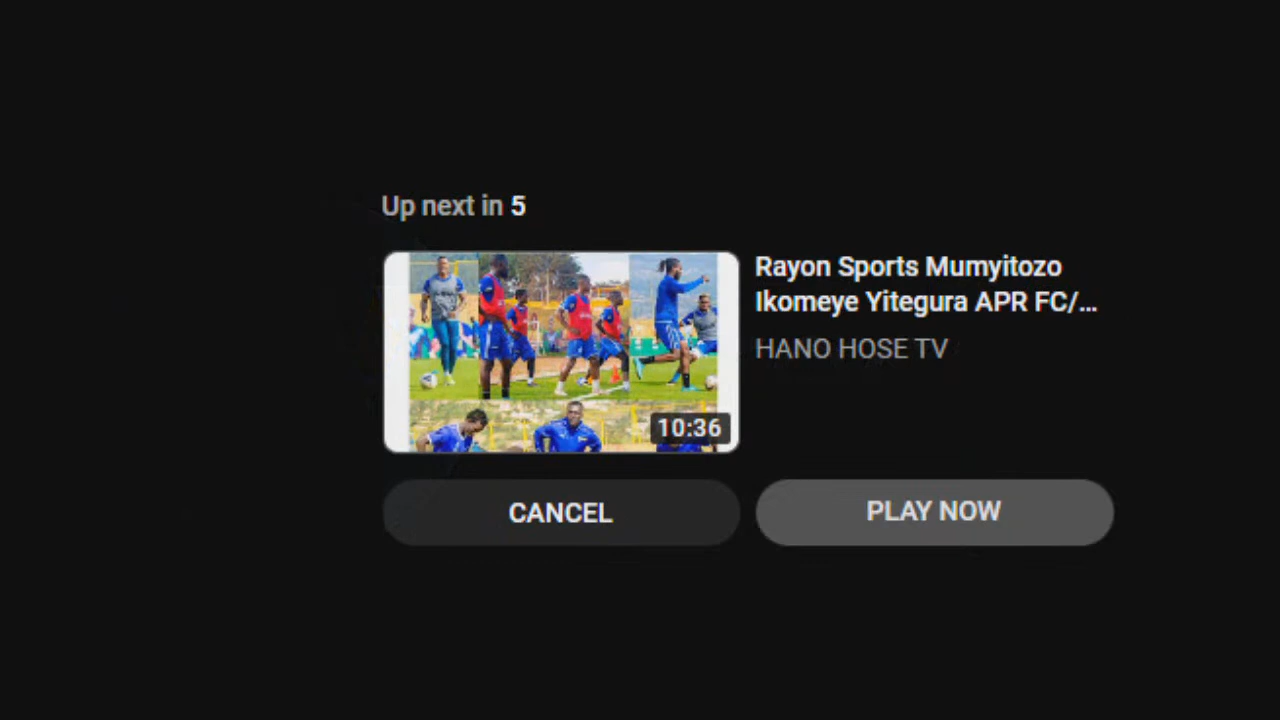 Up next in 5
Rayon Sports Mumyitozo
Ikomeye Yitegura APR FC/...
HANO HOSE TV
10:36
CANCEL
PLAY NOW